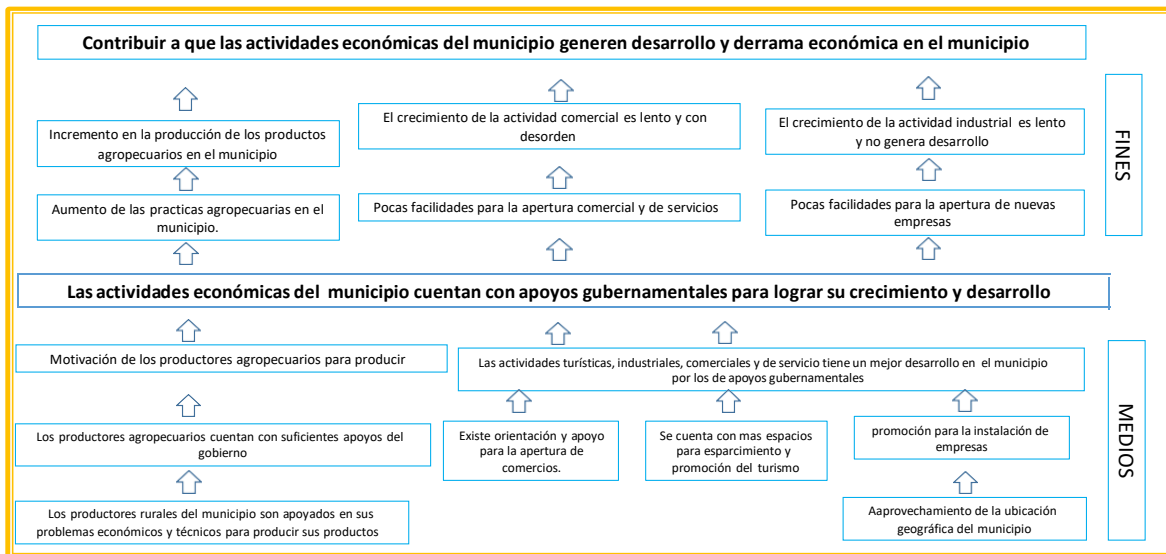 Contribuir a que las actividades económicas del municipio generen desarrollo y derrama económica en el municipio
Incremento en la producción de los productos
agropecuarios en el municipio
El crecimiento de la actividad comercial es lento y con
desorden
El crecimiento de la actividad industrial es lento
y no genera desarrollo
Aumento de las practicas agropecuarias en el
municipio.
Pocas facilidades para la apertura comercial y de servicios
Pocas facilidades para la apertura de nuevas
empresas
FINES
Las actividades económicas del municipio cuentan con apoyos gubernamentales para lograr su crecimiento y desarrollo
Motivación de los productores agropecuarios para producir
Las actividades turísticas, industriales, comerciales y de servicio tiene un mejor desarrollo en el municipio
por los de apoyos gubernamentales
Los productores agropecuarios cuentan con suficientes apoyos del
gobierno
Existe orientación y apoyo
para la apertura de
comercios.
Se cuenta con mas espacios
para esparcimiento y
promoción del turismo
promoción para la instalación de
empresas
Los productores rurales del municipio son apoyados en sus
problemas económicos y técnicos para producir sus productos
Aaprovechamiento de la ubicación
geográfica del municipio
MEDIOS